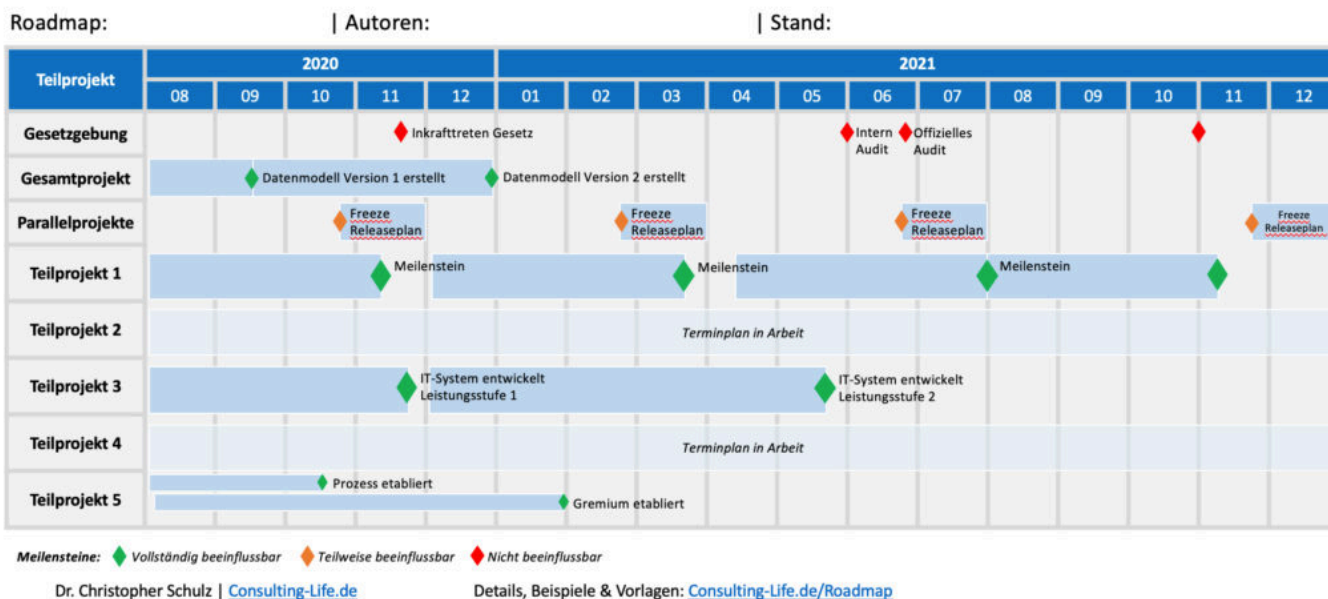 Roadmap: | Autoren: | Stand:
Teilprojekt
2020 2021
08 09 10 11 12 01 02 03 04 05 06 07 08 09 10 11 12
Gesetzgebung
Inkrafttreten Gesetz
Intern Offizielles
Audit Audit
Gesamtprojekt
Datenmodell Version 1 erstellt Datenmodell Version 2 erstellt
Parallelprojekte
Freeze Freeze Freeze Freeze
Releaseplan Releaseplan Releaseplan Releaseplan
Teilprojekt 1
Meilenstein Meilenstein Meilenstein
Teilprojekt 2
Terminplan in Arbeit
Teilprojekt 3
IT-System entwickelt IT-System entwickelt
Leistungsstufe 1 Leistungsstufe 2
Teilprojekt 4
Terminplan in Arbeit
Teilprojekt 5
Prozess etabliert
Gremium etabliert
Meilensteine: Vollständig beeinflussbar Teilweise beeinflussbar Nicht beeinflussbar
Dr. Christopher Schulz | Consulting-Life.de Details, Beispiele & Vorlagen: Consulting-Life.de/Roadmap